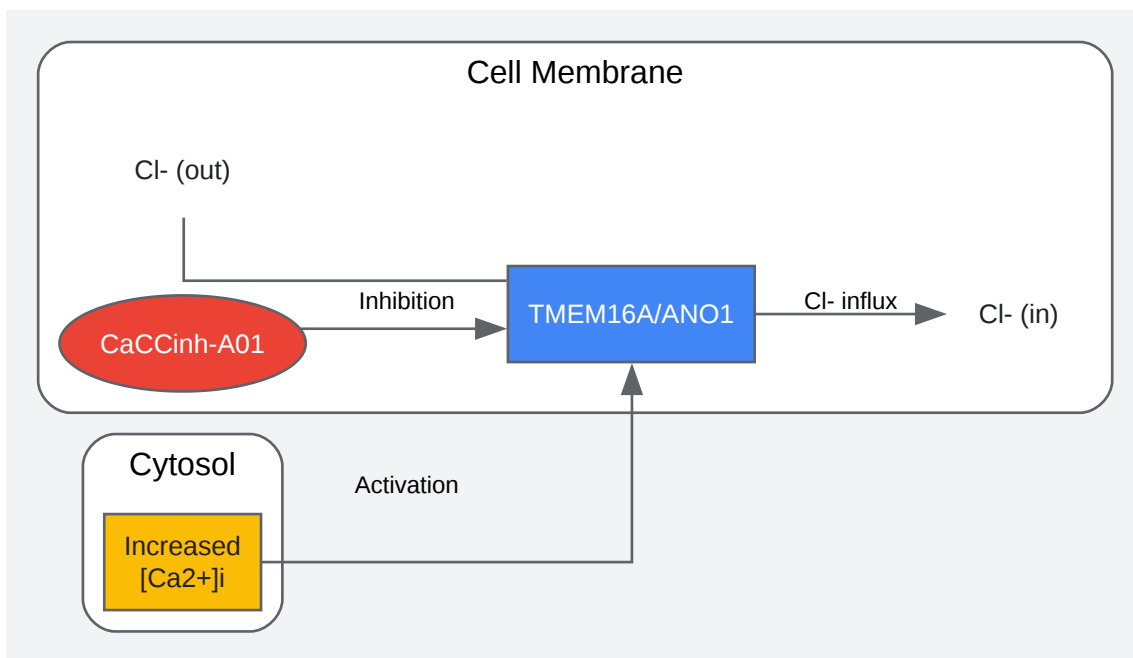 Cell Membrane
Cl- (out)
Inhibition
CaCCinh-A01
TMEM16A/ANO1
Cl- influx
Cl- (in)
Cytosol
Activation
Increased
[Ca2+]i